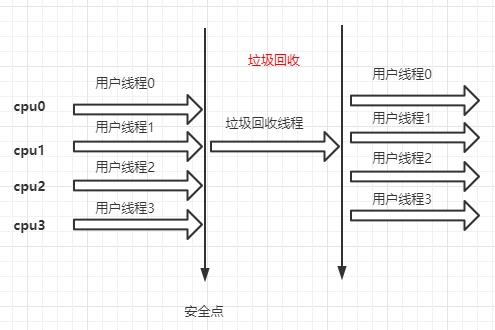 垃圾回收
用户线程0
用户线程0
cpu0
用户线程1
垃圾回收线程
用户线程1
cpu1
用户线程2
用户线程2
cpu2
用户线程3
用户线程3
cpu3
安全点